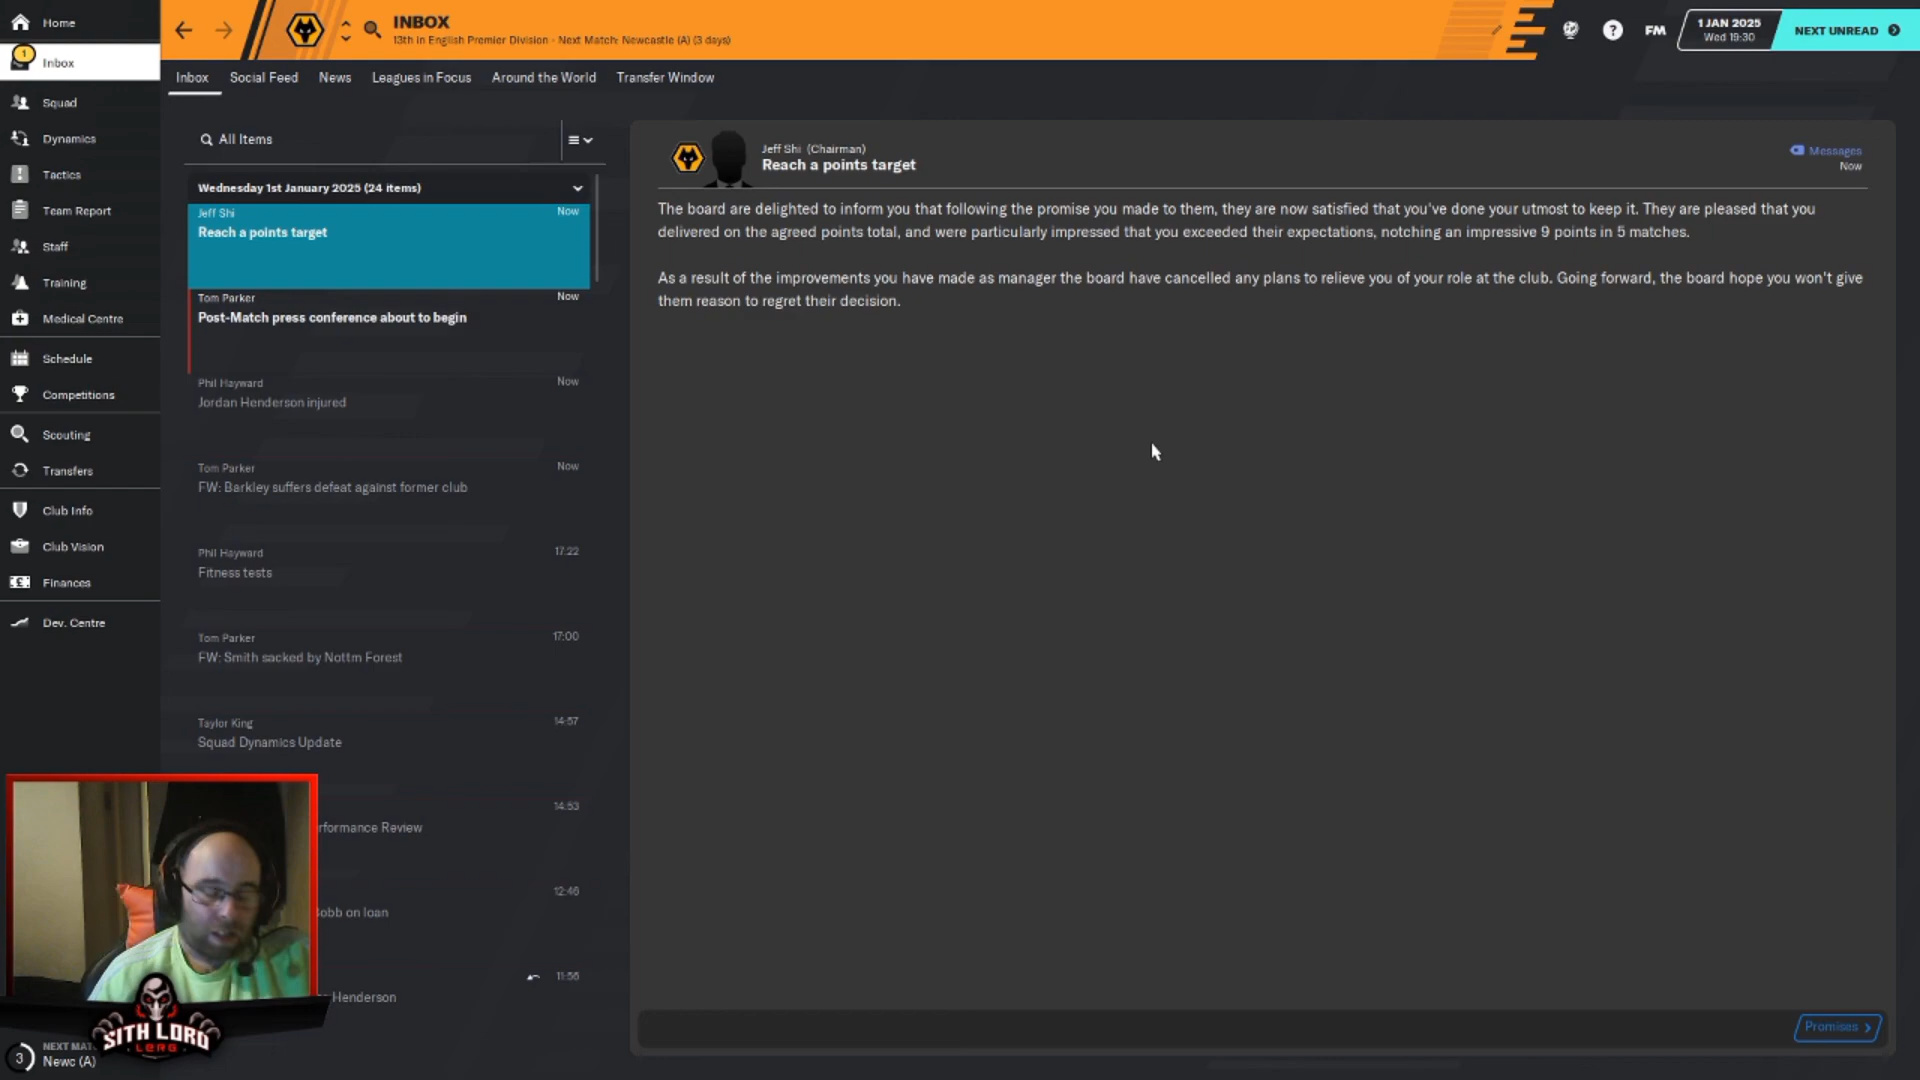 Home
1
Inbox
Squad
Dynamics
Tactics
Team Report
Staff
Training
Medical Centre
Schedule
Competitions
Scouting
Transfers
Club Info
Club Vision
Finances
Dev. Centre
INBOX
13th in English Premier Division - Next Match: Newcastle (A) (3 days)
?
FM
1 JAN 2025
Wed 19:30
NEXT UNREAD
Inbox
Social Feed
News
Leagues in Focus
Around the World
Transfer Window
All Items
Wednesday 1st January 2025 (24 items)
Jeff Shi
Now
Reach a points target
Tom Parker
Now
Post-Match press conference about to begin
Phil Hayward
Now
Jordan Henderson injured
Tom Parker
Now
FW: Barkley suffers defeat against former club
Phil Hayward
17:22
Fitness tests
Tom Parker
17:00
FW: Smith sacked by Nottm Forest
Taylor King
14:57
Squad Dynamics Update
14:53
rformance Review
12:46
on loan
11:56
Henderson
Jeff Shi (Chairman)
Reach a points target
Messages
Now
The board are delighted to inform you that following the promise you made to them, they are now satisfied that you've done your utmost to keep it. They are pleased that you
delivered on the agreed points total, and were particularly impressed that you exceeded their expectations, notching an impressive 9 points in 5 matches.
As a result of the improvements you have made as manager the board have cancelled any plans to relieve you of your role at the club. Going forward, the board hope you won't give
them reason to regret their decision.
Promises
SITH LORD
LERG
3
NEXT MAT
Newc (A)